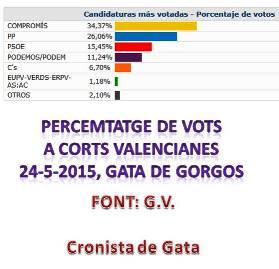 Candidaturas más votadas - Porcentaje de votos
COMPROMÍS 34,37%
PP 26,06%
PSOE 15,45%
PODEMOS/PODEM 11,24%
C's 6,70%
EUPV-VERDS-ERPV-
AS:AC 1,18%
OTROS 2,10%
PERCEMTATGE DE VOTS
A CORTS VALENCIANES
24-5-2015, GATA DE GORGOS
FONT: G.V.
Cronista de Gata